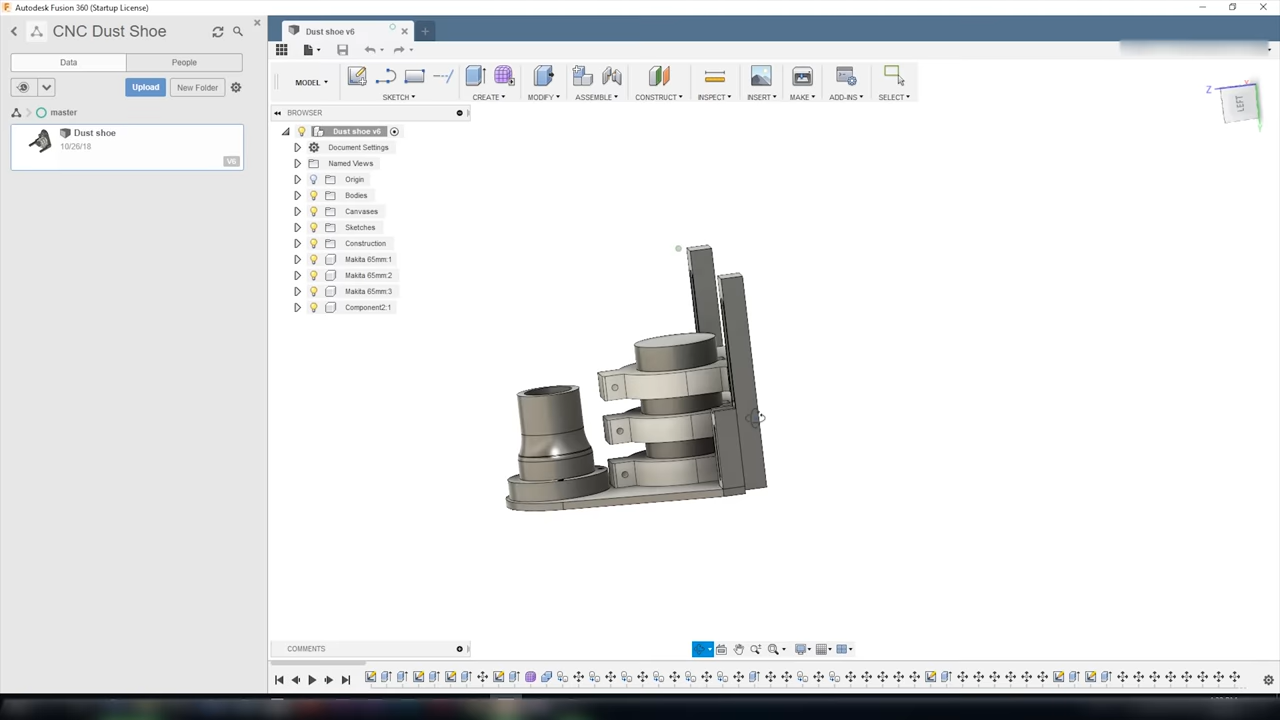 Autodesk Fusion 360 (Startup License)
CNC Dust Shoe
Data
People
Upload
New Folder
master
Dust shoe
10/26/18
V6
Dust shoe v6
MODEL
SKETCH
CREATE
MODIFY
ASSEMBLE
CONSTRUCT
INSPECT
INSERT
MAKE
ADD-INS
SELECT
BROWSER
Dust shoe v6
Document Settings
Named Views
Origin
Bodies
Canvases
Sketches
Construction
Makita 65mm:1
Makita 65mm:2
Makita 65mm:3
Component2:1
Z
LEFT
COMMENTS